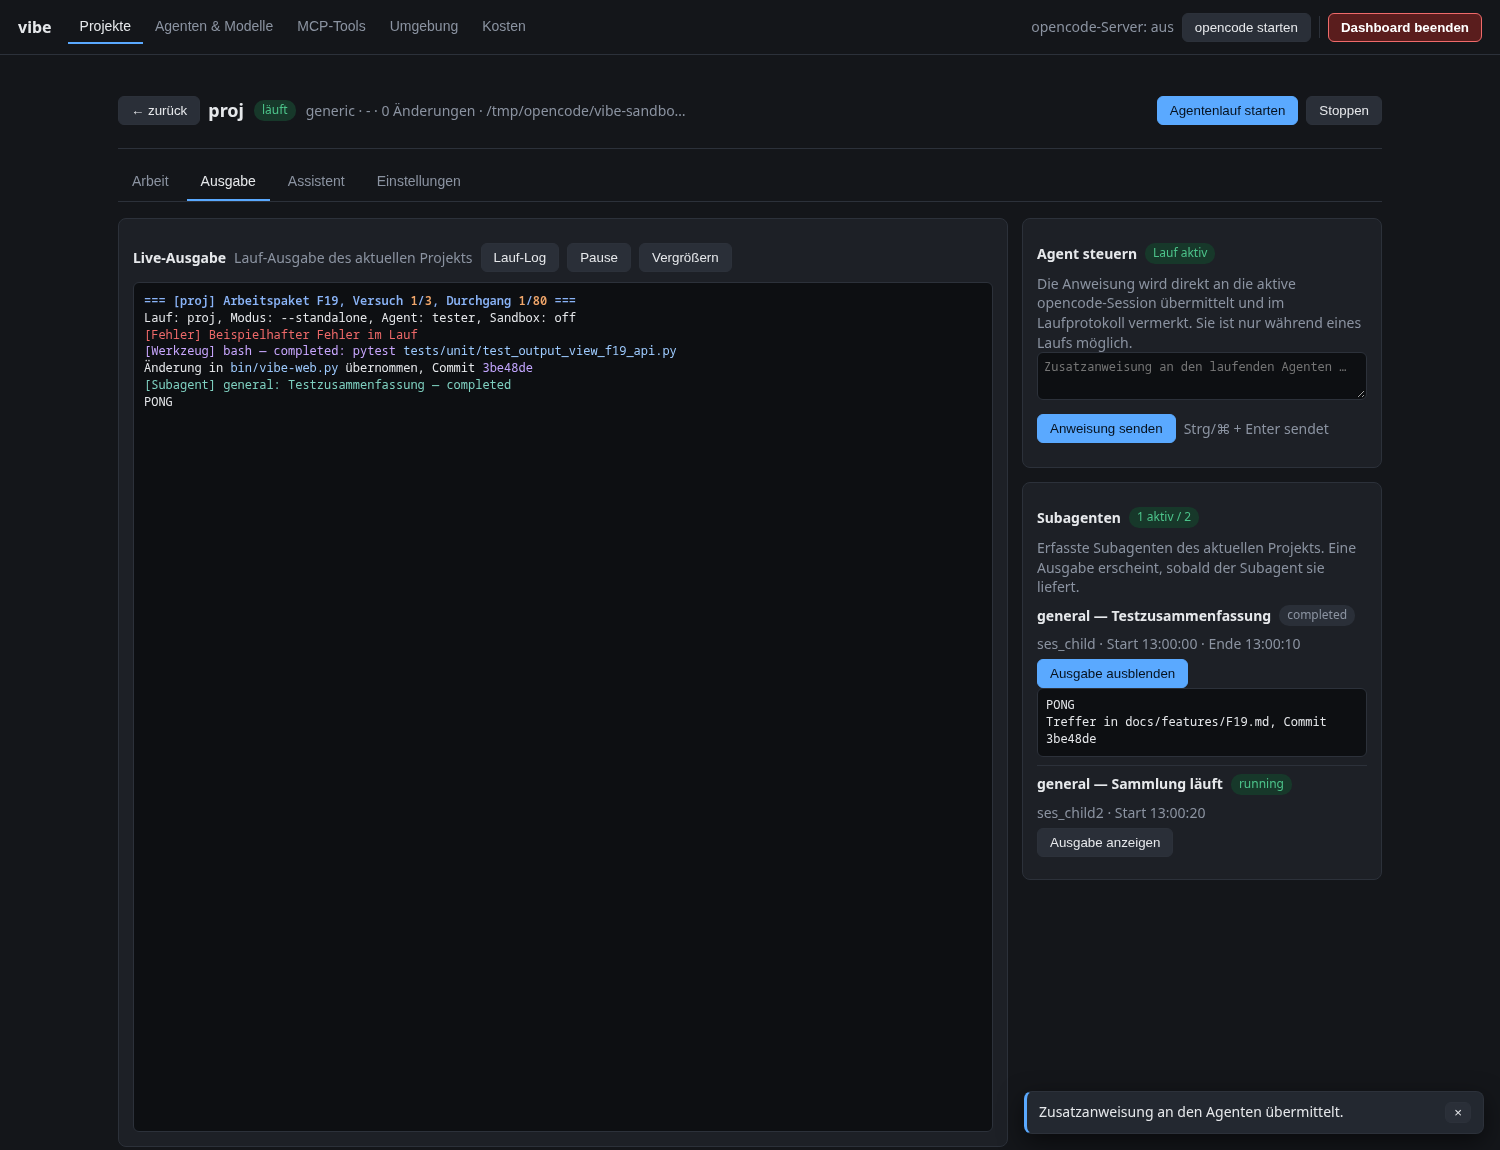 vibe Projekte Agenten & Modelle MCP-Tools Umgebung Kosten opencode-Server: aus opencode starten Dashboard beenden
← zurück proj läuft generic · - · 0 Änderungen · /tmp/opencode/vibe-sandbo… Agentenlauf starten Stoppen
Arbeit Ausgabe Assistent Einstellungen
Live-Ausgabe Lauf-Ausgabe des aktuellen Projekts Lauf-Log Pause Vergrößern
=== [proj] Arbeitspaket F19, Versuch 1/3, Durchgang 1/80 ===
Lauf: proj, Modus: --standalone, Agent: tester, Sandbox: off
[Fehler] Beispielhafter Fehler im Lauf
[Werkzeug] bash — completed: pytest tests/unit/test_output_view_f19_api.py
Änderung in bin/vibe-web.py übernommen, Commit 3be48de
[Subagent] general: Testzusammenfassung — completed
PONG
Agent steuern Lauf aktiv
Die Anweisung wird direkt an die aktive
opencode-Session übermittelt und im
Laufprotokoll vermerkt. Sie ist nur während eines
Laufs möglich.
Zusatzanweisung an den laufenden Agenten …
Anweisung senden Strg/⌘ + Enter sendet
Subagenten 1 aktiv / 2
Erfasste Subagenten des aktuellen Projekts. Eine
Ausgabe erscheint, sobald der Subagent sie
liefert.
general — Testzusammenfassung completed
ses_child · Start 13:00:00 · Ende 13:00:10
Ausgabe ausblenden
PONG
Treffer in docs/features/F19.md, Commit
3be48de
general — Sammlung läuft running
ses_child2 · Start 13:00:20
Ausgabe anzeigen
Zusatzanweisung an den Agenten übermittelt. ×